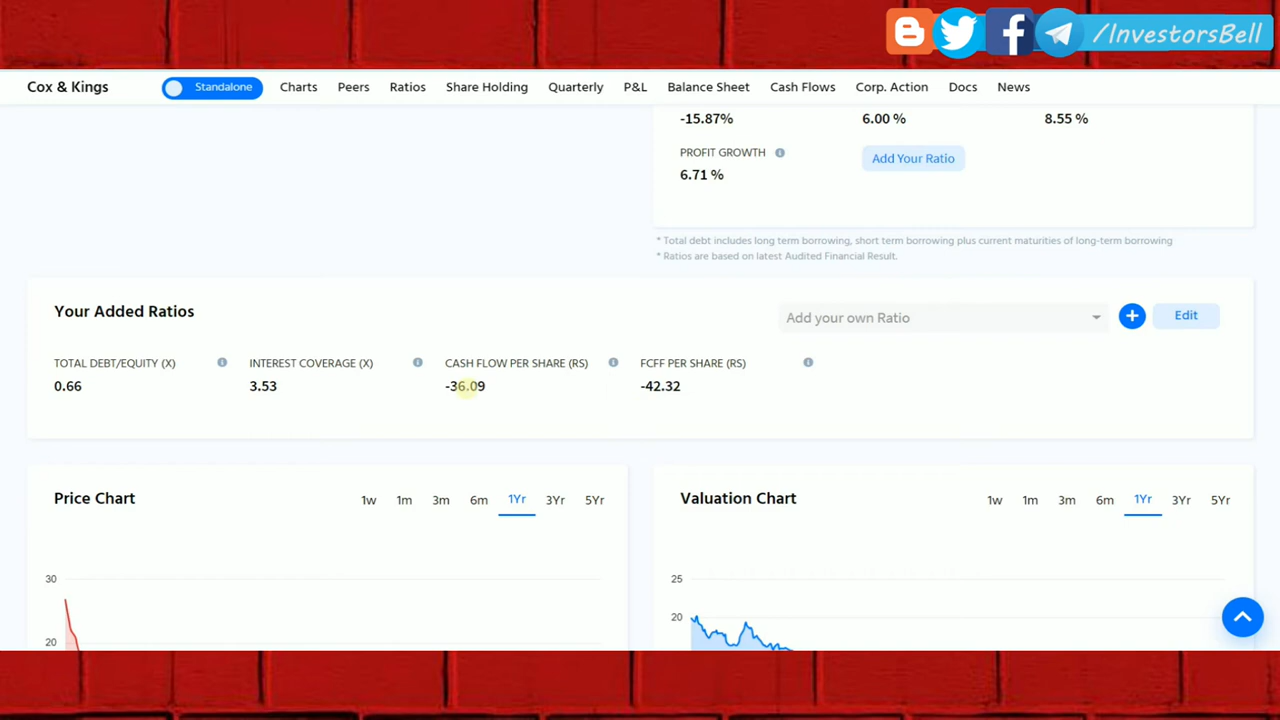 /InvestorsBell
Cox & Kings Standalone Charts Peers Ratios Share Holding Quarterly P&L Balance Sheet Cash Flows Corp. Action Docs News
-15.87% 6.00 % 8.55 %
PROFIT GROWTH Add Your Ratio
6.71 %
* Total debt includes long term borrowing, short term borrowing plus current maturities of long-term borrowing
* Ratios are based on latest Audited Financial Result.
Your Added Ratios Add your own Ratio + Edit
TOTAL DEBT/EQUITY (X) INTEREST COVERAGE (X) CASH FLOW PER SHARE (RS) FCFF PER SHARE (RS)
0.66 3.53 -36.09 -42.32
Price Chart 1w 1m 3m 6m 1Yr 3Yr 5Yr Valuation Chart 1w 1m 3m 6m 1Yr 3Yr 5Yr
30 25
20 20